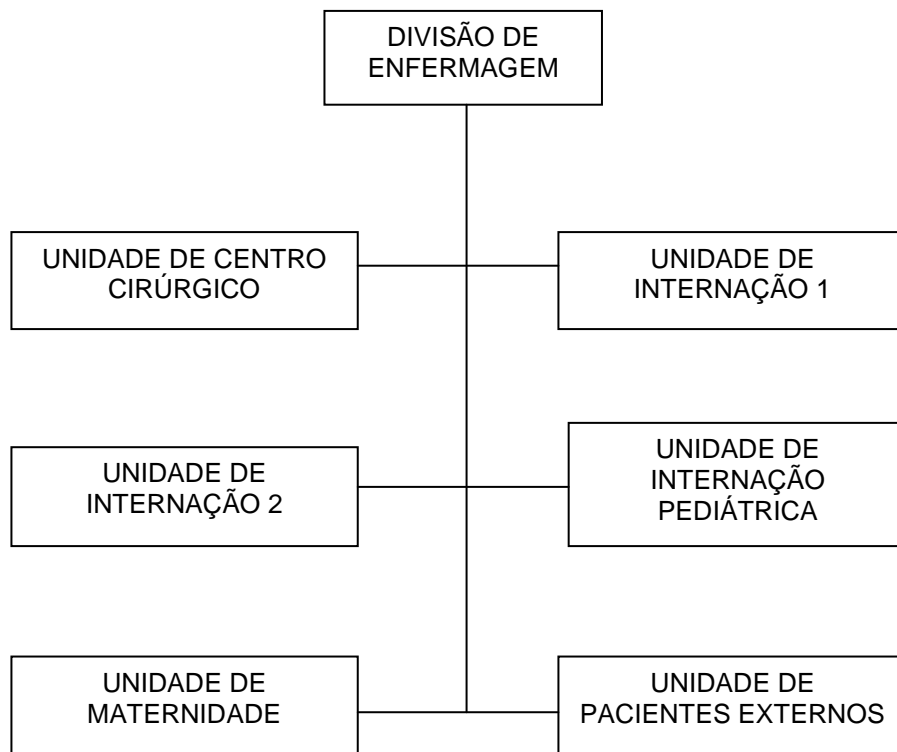 DIVISÃO DE
ENFERMAGEM
UNIDADE DE CENTRO
CIRÚRGICO
UNIDADE DE
INTERNAÇÃO 1
UNIDADE DE
INTERNAÇÃO 2
UNIDADE DE
INTERNAÇÃO
PEDIÁTRICA
UNIDADE DE
MATERNIDADE
UNIDADE DE
PACIENTES EXTERNOS